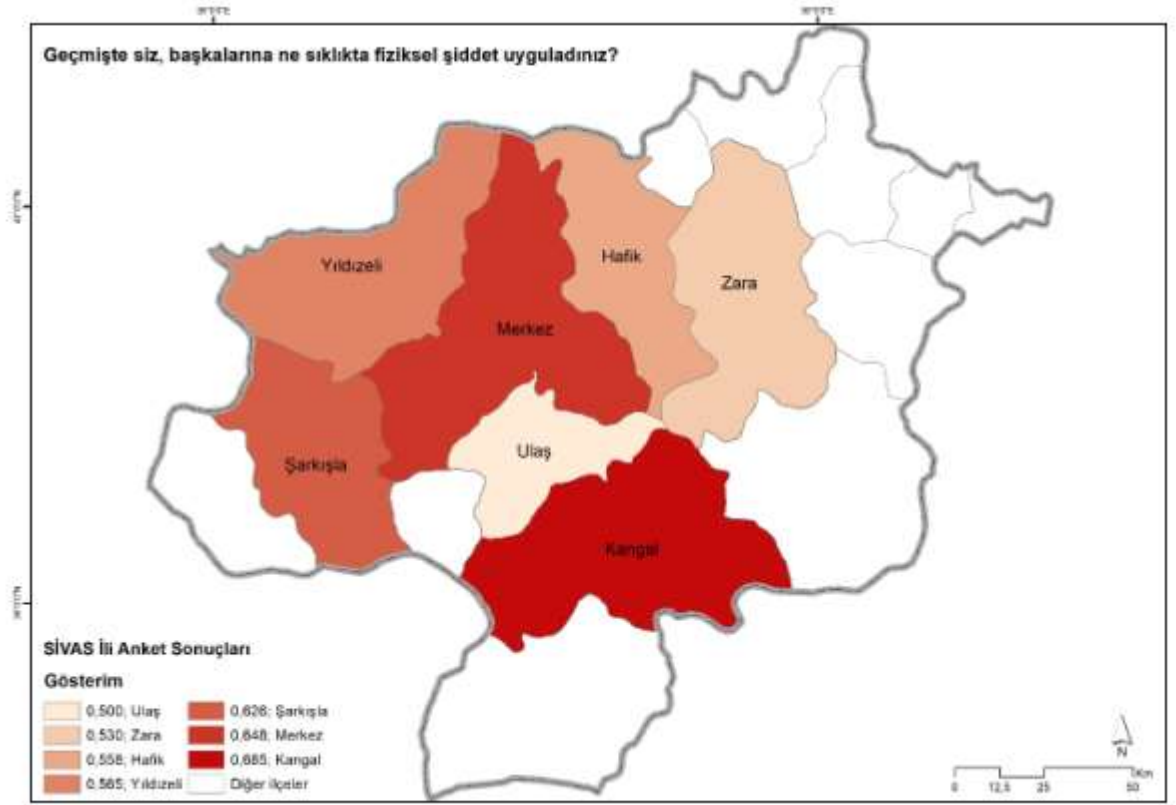 Geçmişte siz, başkalarına ne sıklıkta fiziksel şiddet uyguladınız?
Yıldızeli
Hafik
Zara
Merkez
Ulaş
Şarkışla
Kangal
SİVAS İli Anket Sonuçları
Gösterim
0,500; Ulaş
0,530; Zara
0,558; Hafik
0,565; Yıldızeli
0,626; Şarkışla
0,648; Merkez
0,685; Kangal
Diğer ilçeler
N
Km
0 12,5 25 50